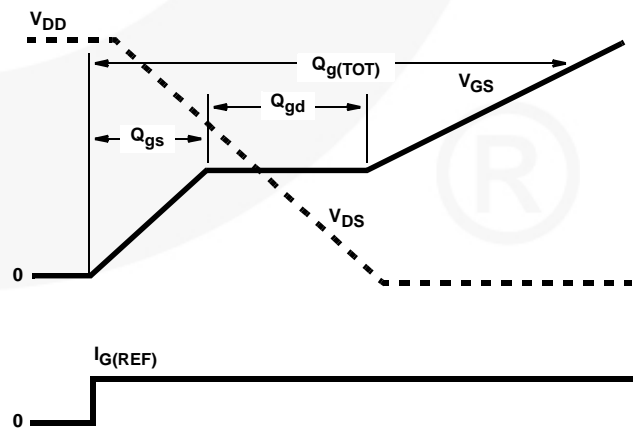 VDD
Qg(TOT)
Qgd
VGS
Qgs
VDS
0
IG(REF)
0
®